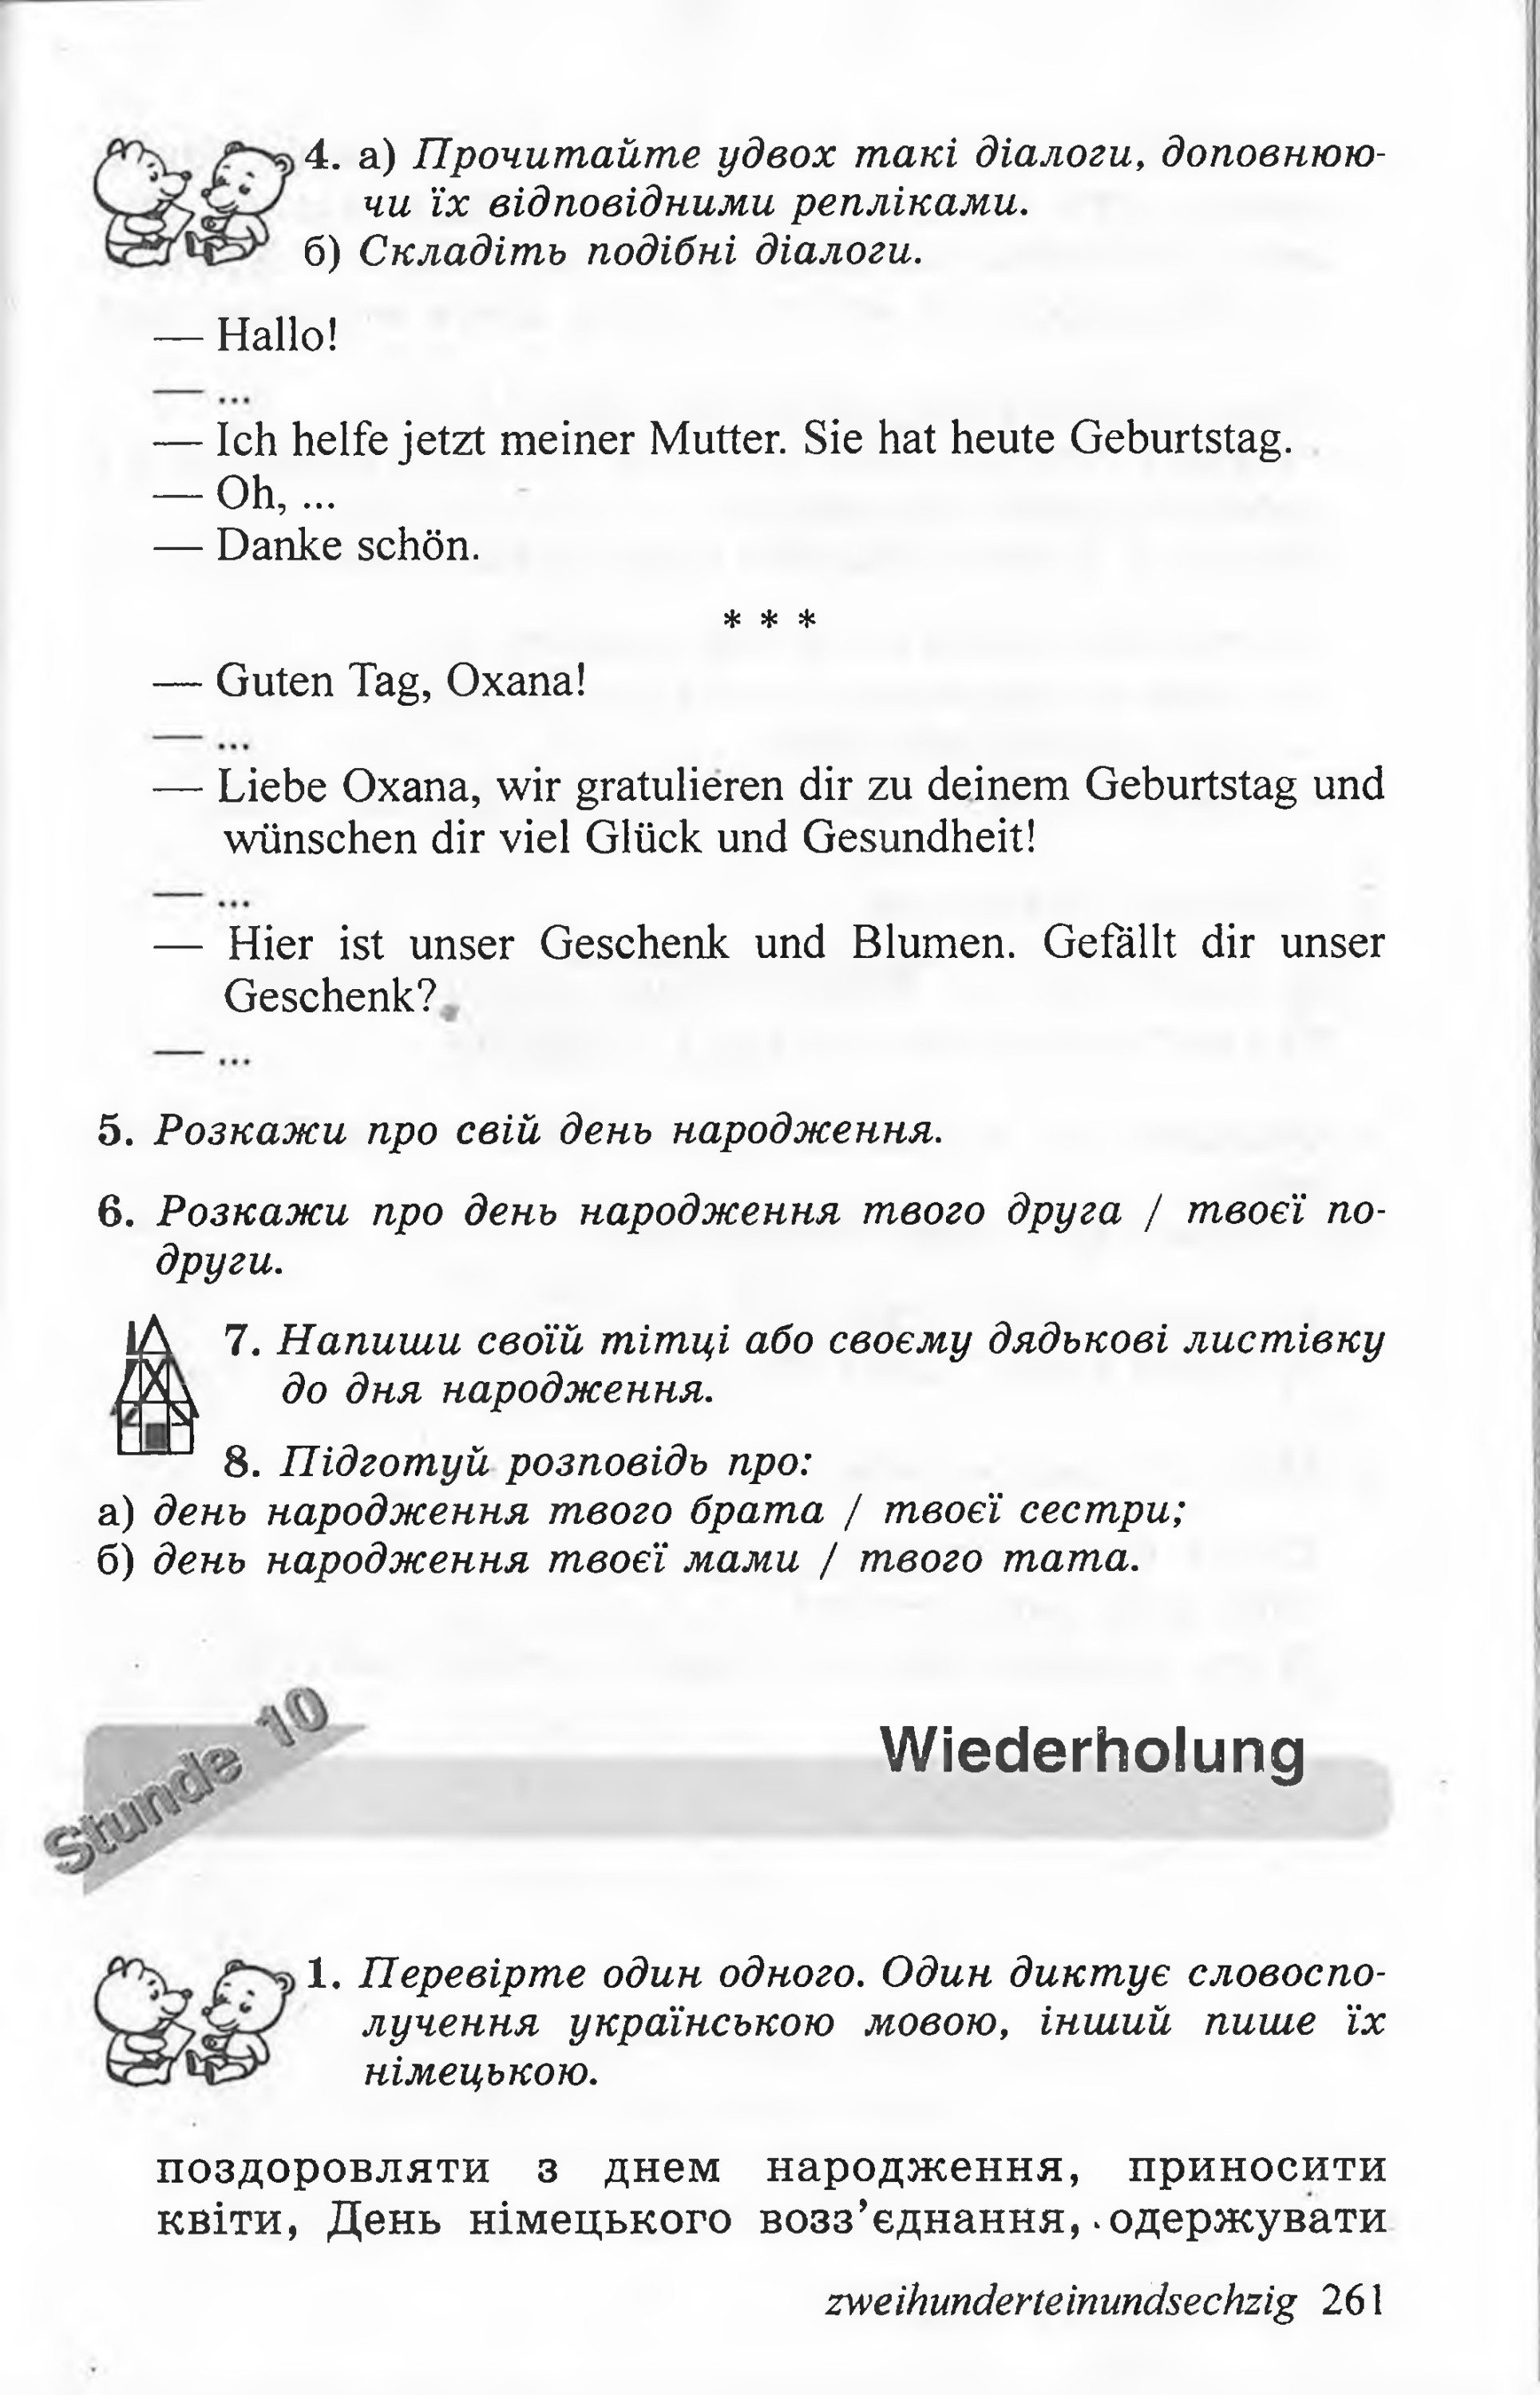 4. а) Прочитайте удвох такі діалоги, доповнюю-
чи їх відповідними репліками.
б) Складіть подібні діалоги.
— Hallo!
— ...
— Ich helfe jetzt meiner Mutter. Sie hat heute Geburtstag.
— Oh, ...
— Danke schön.
* * *
— Guten Tag, Oxana!
— ...
— Liebe Oxana, wir gratulieren dir zu deinem Geburtstag und
wünschen dir viel Glück und Gesundheit!
— ...
— Hier ist unser Geschenk und Blumen. Gefällt dir unser
Geschenk?
— ...
5. Розкажи про свій день народження.
6. Розкажи про день народження твого друга / твоєї по-
други.
7. Напиши своїй тітці або своєму дядькові листівку
до дня народження.
8. Підготуй розповідь про:
а) день народження твого брата / твоєї сестри;
б) день народження твоєї мами / твого тата.
Stunde 10
Wiederholung
1. Перевірте один одного. Один диктує словоспо-
лучення українською мовою, інший пише їх
німецькою.
поздоровляти з днем народження, приносити
квіти, День німецького возз’єднання, одержувати
zweihunderteinundsechzig 261